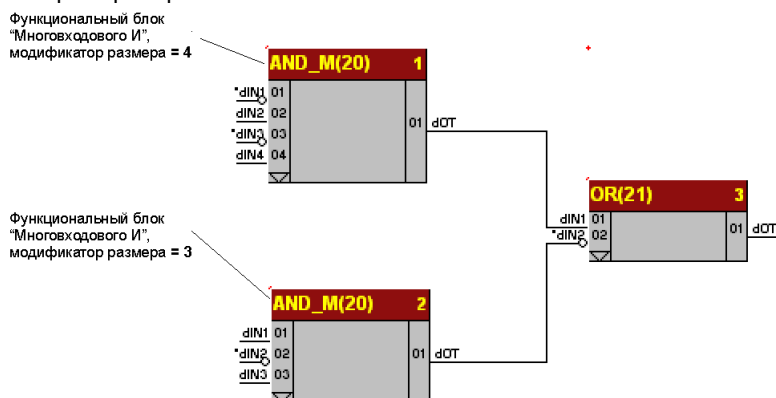 Функциональный блок
“Многовходового И”,
модификатор размера = 4
AND_M(20) 1
*dIN1 01
dIN2 02
*dIN3 03
dIN4 04
01 dOT
OR(21) 3
dIN1 01
*dIN2 02
01 dOT
Функциональный блок
“Многовходового И”,
модификатор размера = 3
AND_M(20) 2
dIN1 01
*dIN2 02
dIN3 03
01 dOT